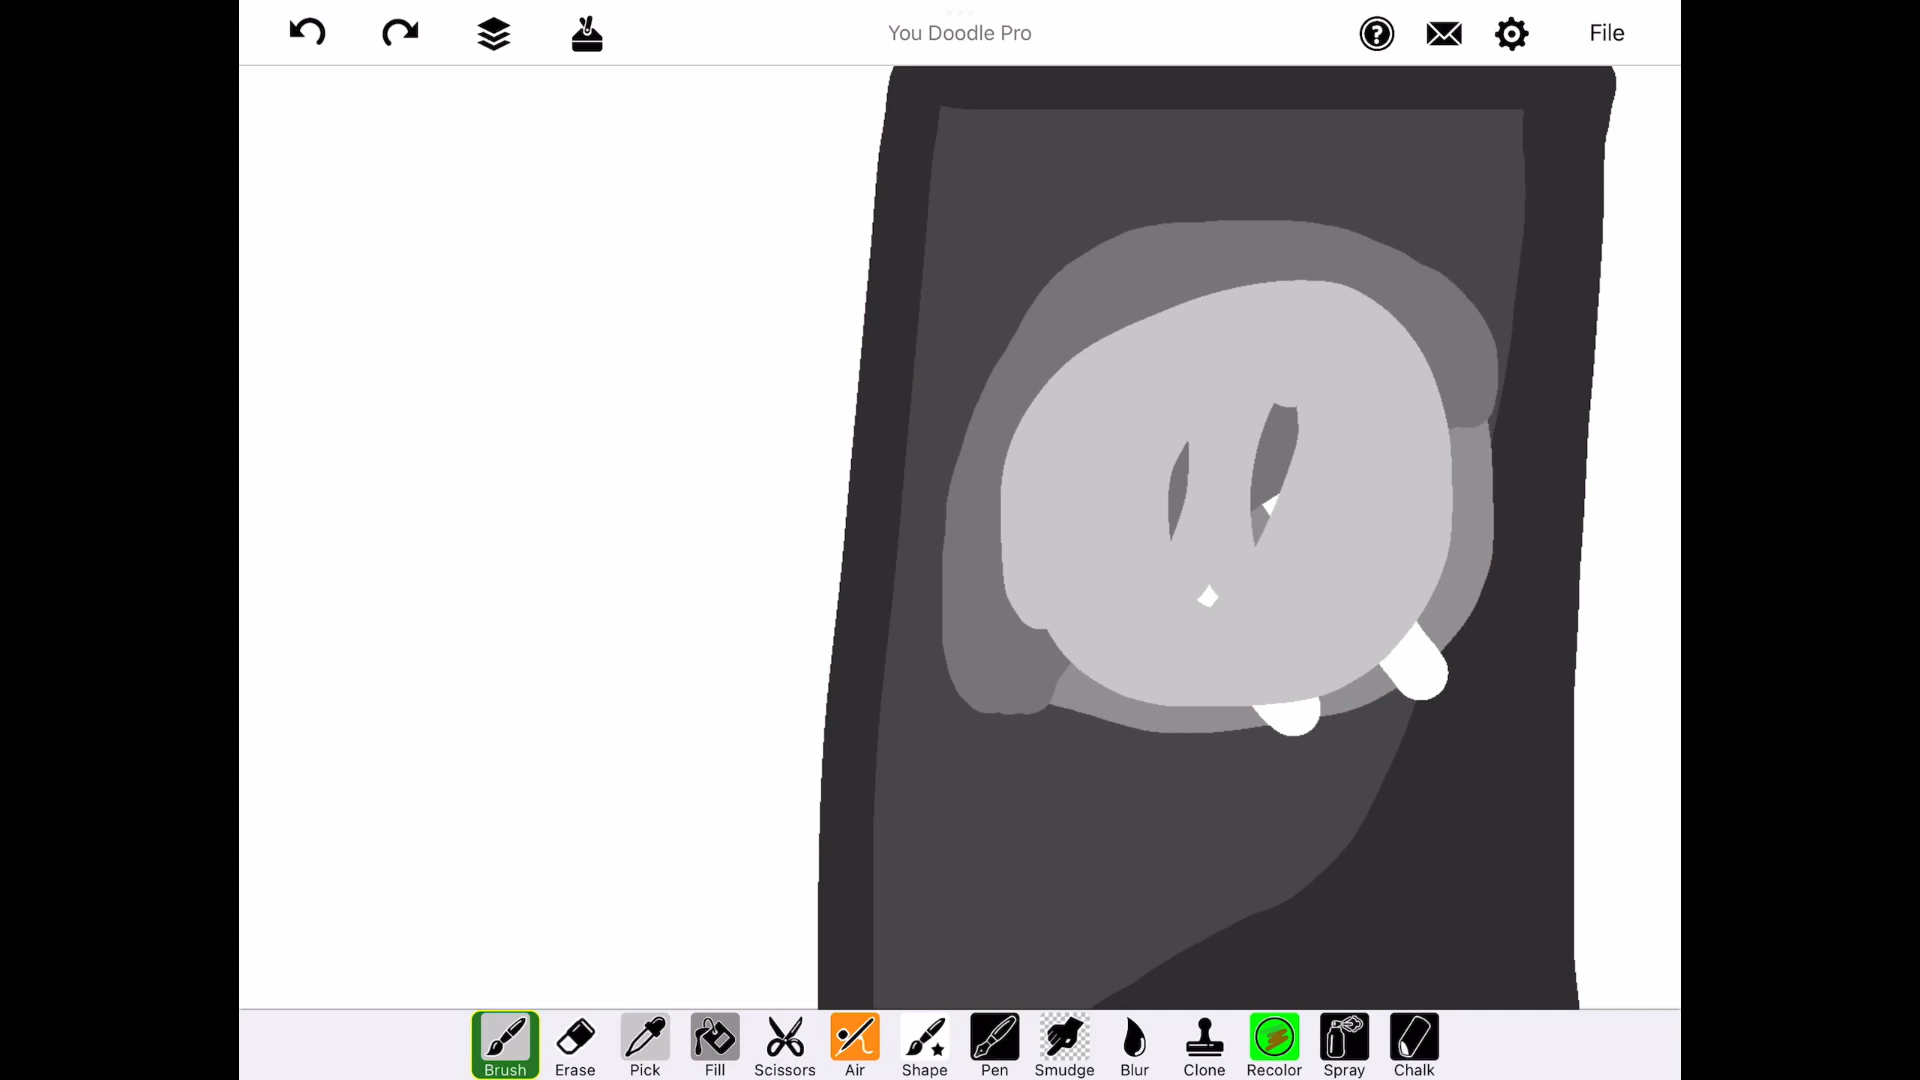 You Doodle Pro
File
Brush Erase Pick Fill Scissors Air Shape Pen Smudge Blur Clone Recolor Spray Chalk